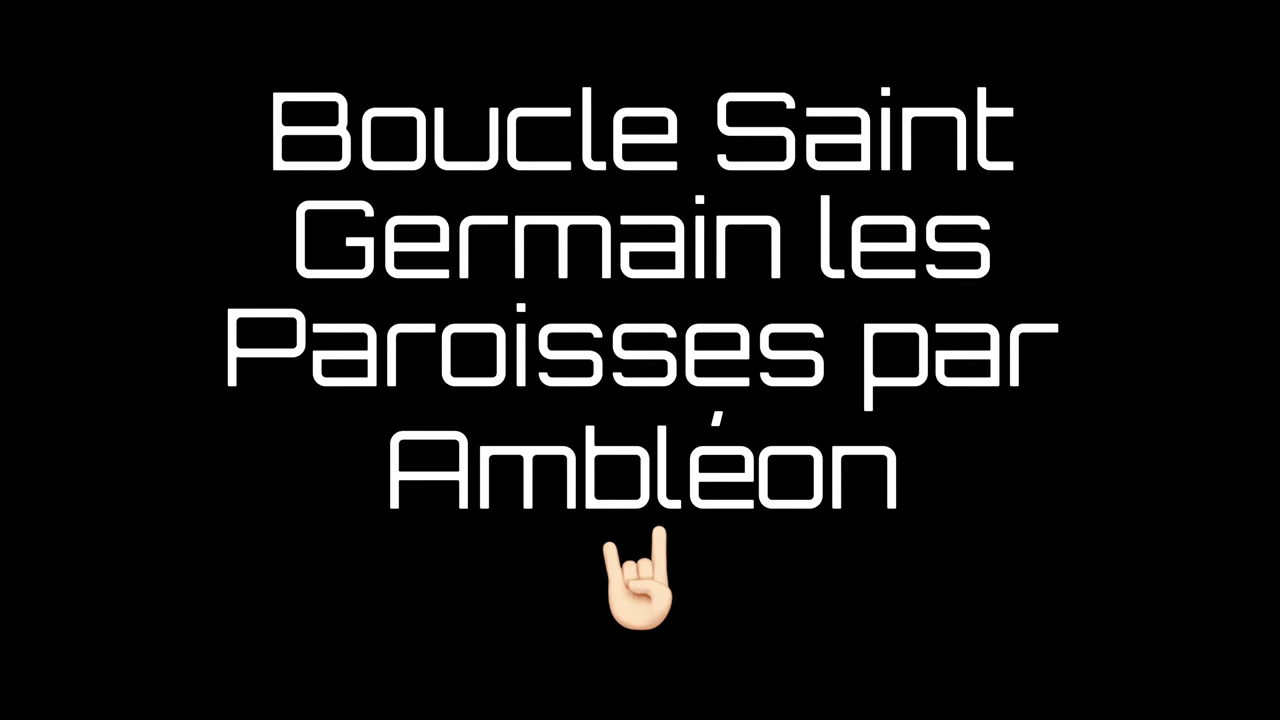 Boucle Saint
Germain les
Paroisses par
Ambléon
🤘🏻